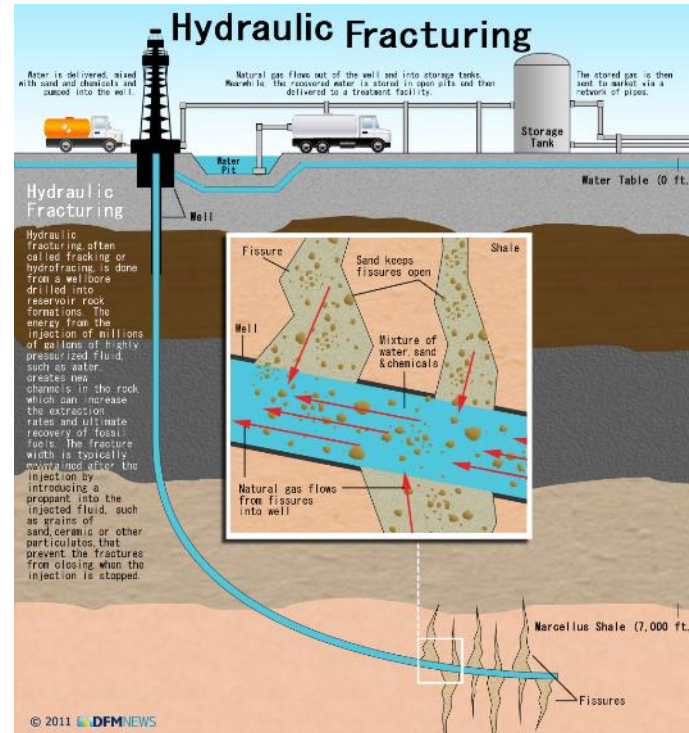 Hydraulic Fracturing
Water is delivered, mixed
with sand and chemicals and
pumped into the well.
Natural gas flows out of the well and into storage tanks.
Meanwhile, the recovered water is stored in open pits and then
delivered to a treatment facility.
The stored gas is then
sent to market via a
network of pipes.
Storage
Tank
Water
Pit
Water Table (0 ft.
Well
Hydraulic
Fracturing
Hydraulic
fracturing, often
called fracking or
hydrofracing, is done
from a wellbore
drilled into
reservoir rock
formations. The
energy from the
injection of millions
of gallons of highly
pressurized fluid,
such as water,
creates new
channels in the rock
which can increase
the extraction
rates and ultimate
recovery of fossil
fuels. The fracture
width is typically
maintained after the
injection by
introducing a
proppant into the
injected fluid, such
as grains of
sand, ceramic or other
particulates, that
prevent the fractures
from closing when the
injection is stopped.
Fissure
Sand keeps
fissures open
Shale
Well
Mixture of
water, sand
& chemicals
Natural gas flows
from fissures
into well
Marcellus Shale (7,000 ft.
Fissures
© 2011 DFMNEWS